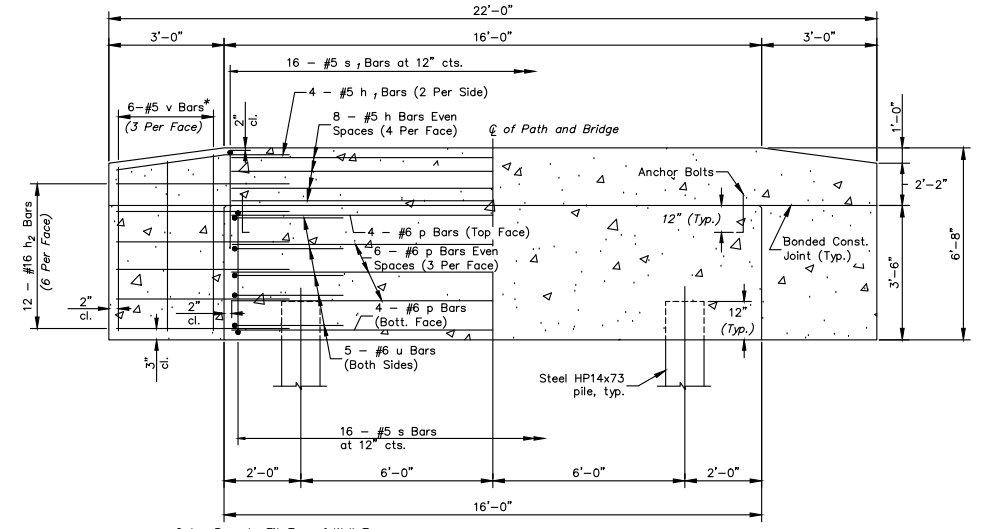 22'-0"
3'-0"
16'-0"
3'-0"
16 - #5 s 1 Bars at 12" cts.
4 - #5 h 1 Bars (2 Per Side)
6-#5 v Bars*
(3 Per Face)
2"
cl.
8 - #5 h Bars Even
Spaces (4 Per Face)
℄ of Path and Bridge
1'-0"
Anchor Bolts
2'-2"
12" (Typ.)
12 - #16 h2 Bars
(6 Per Face)
4 - #6 p Bars (Top Face)
6 - #6 p Bars Even
Spaces (3 Per Face)
Bonded Const.
Joint (Typ.)
6'-8"
3'-6"
2"
cl.
2"
cl.
4 - #6 p Bars
(Bott. Face)
12"
(Typ.)
3"
cl.
5 - #6 u Bars
(Both Sides)
Steel HP14x73
pile, typ.
16 - #5 s Bars
at 12" cts.
2'-0"
6'-0"
6'-0"
2'-0"
16'-0"